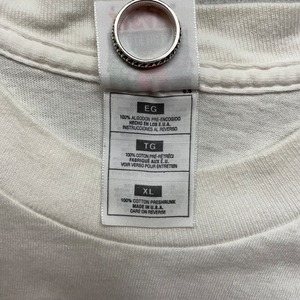 EG
100% ALGODON PRE-ENCOGIDO
HECHO EN LOS E.U.A.
INSTRUCCIONES AL REVERSO
TG
100% COTON PRÉ-RÉTRÉCI
FABRIQUÉ AUX É.U.
VOIR VERSO POUR ENTRETIEN
XL
100% COTTON PRESHRUNK
MADE IN U.S.A.
CARE ON REVERSE